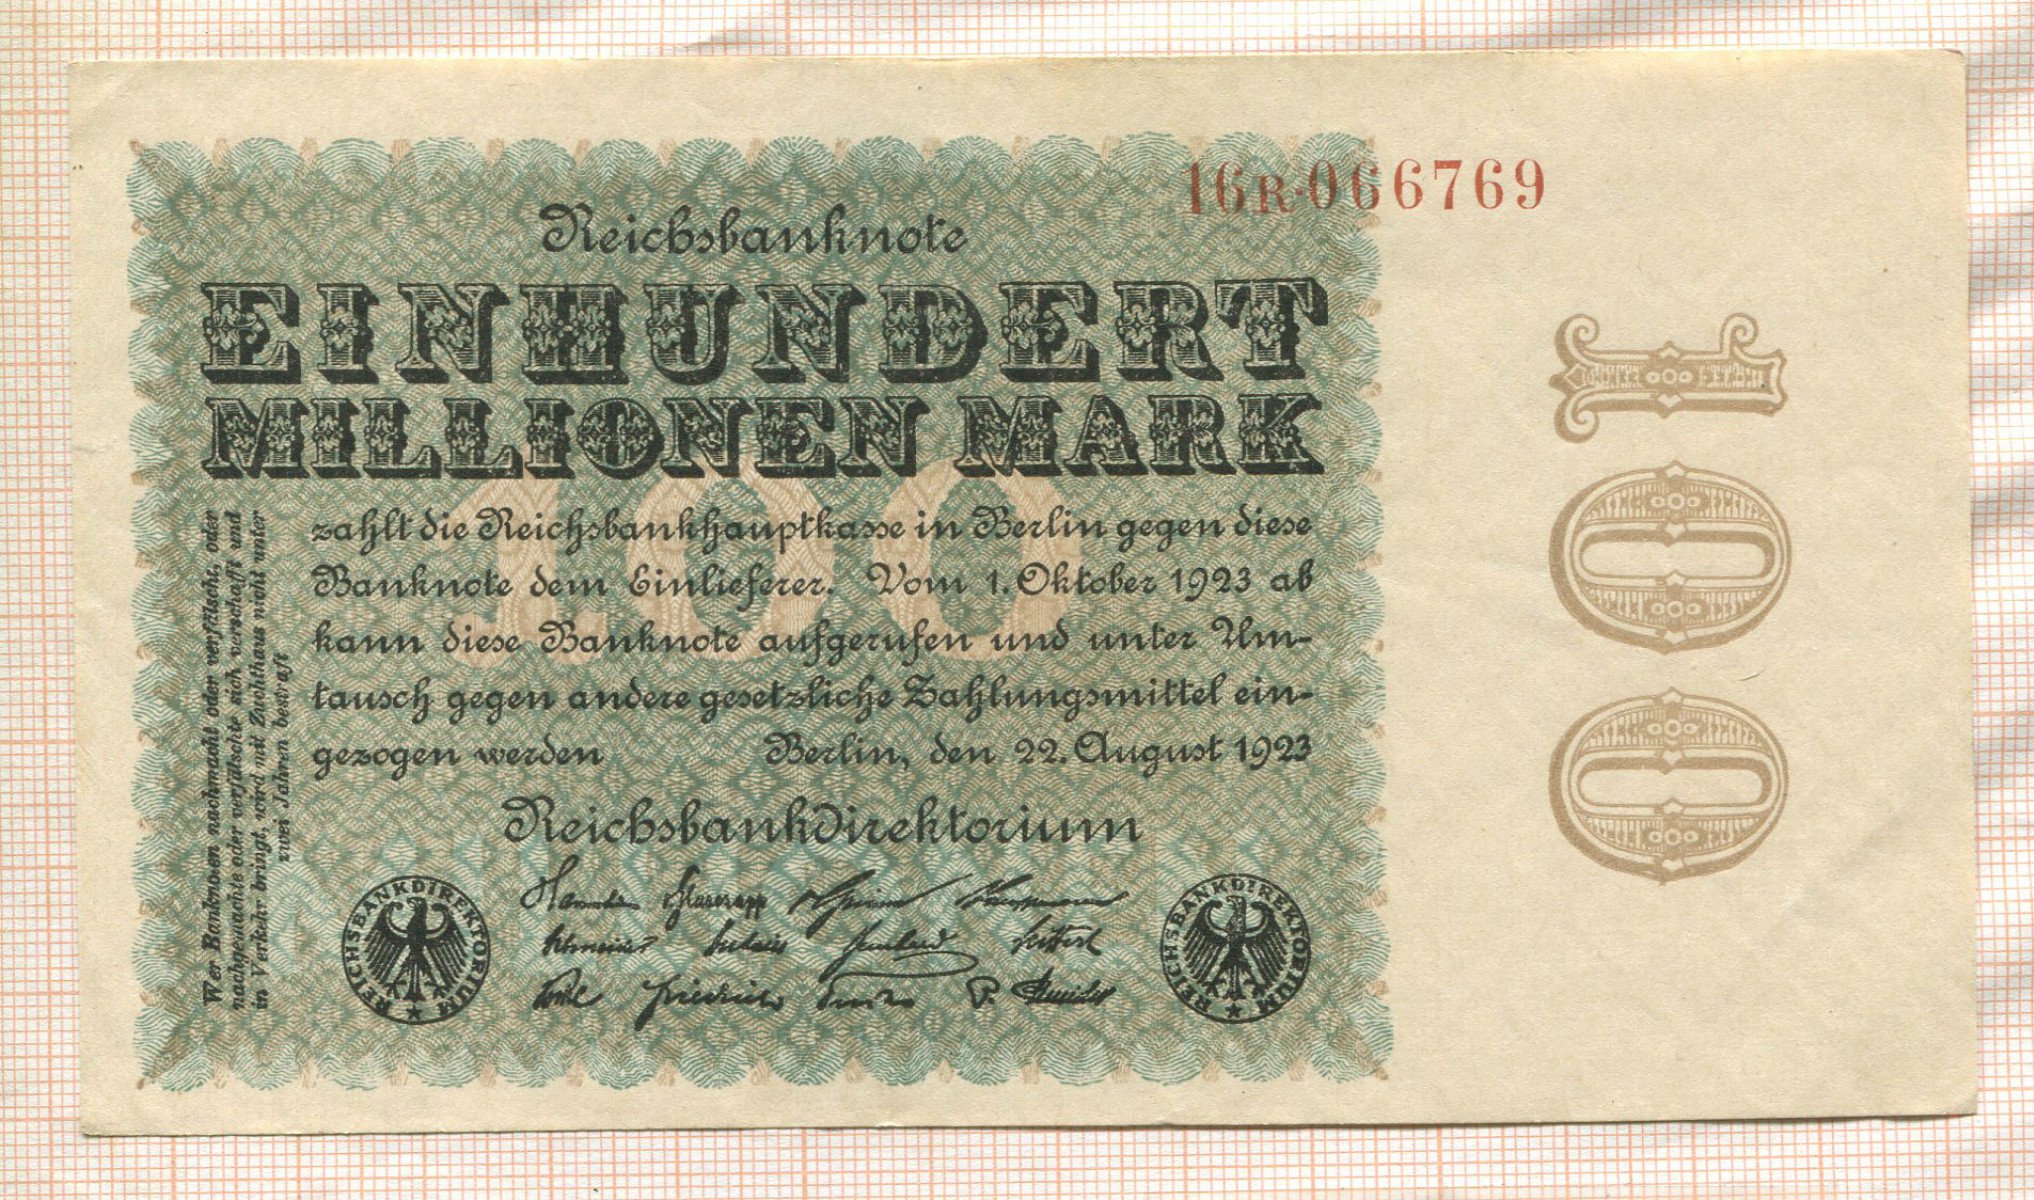 16R·066769
Reichsbanknote
EINHUNDERT
MILLIONEN MARK
100
zahlt die Reichsbankhauptkasse in Berlin gegen diese
Banknote dem Einlieferer. Vom 1. Oktober 1923 ab
kann diese Banknote aufgerufen und unter Um-
tausch gegen andere gesetzliche Zahlungsmittel ein-
gezogen werden
Berlin, den 22. August 1923
Reichsbankdirektorium
REICHSBANKDIREKTORIUM
REICHSBANKDIREKTORIUM
Wer Banknoten nachmacht oder verfälscht, oder
nachgemachte oder verfälschte sich verschafft und
in Verkehr bringt, wird mit Zuchthaus nicht unter
zwei Jahren bestraft
100